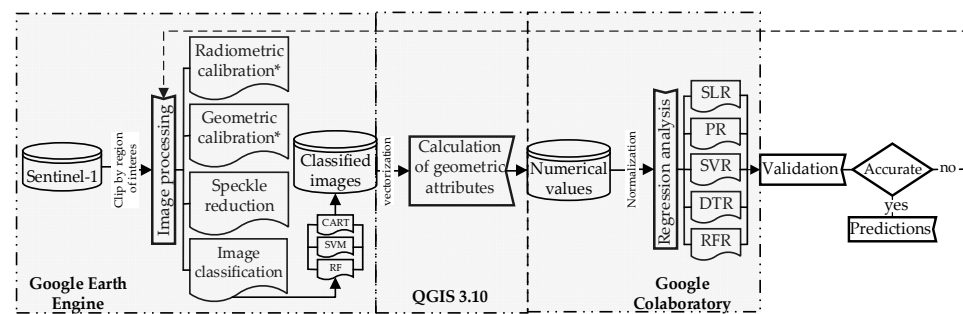 Sentinel-1
Clip by region
of interes
Image processing
Radiometric
calibration*
Geometric
calibration*
Speckle
reduction
Image
classification
Classified
images
CART
SVM
RF
Google Earth
Engine
vectorization
Calculation
of geometric
attributes
QGIS 3.10
Numerical
values
Normalization
Regression analysis
SLR
PR
SVR
DTR
RFR
Google
Colaboratory
Validation
Accurate
no
yes
Predictions